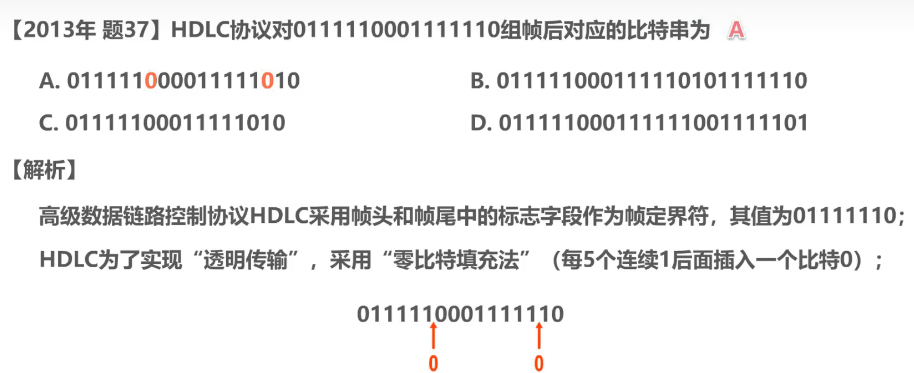 【2013年 题37】HDLC协议对0111110001111110组帧后对应的比特串为 A
A. 011111000011111010
B. 011111000111110101111110
C. 01111100011111010
D. 011111000111111001111101
【解析】
高级数据链路控制协议HDLC采用帧头和帧尾中的标志字段作为帧定界符，其值为01111110；
HDLC为了实现“透明传输”，采用“零比特填充法”（每5个连续1后面插入一个比特0）；
0111110001111110
0 0